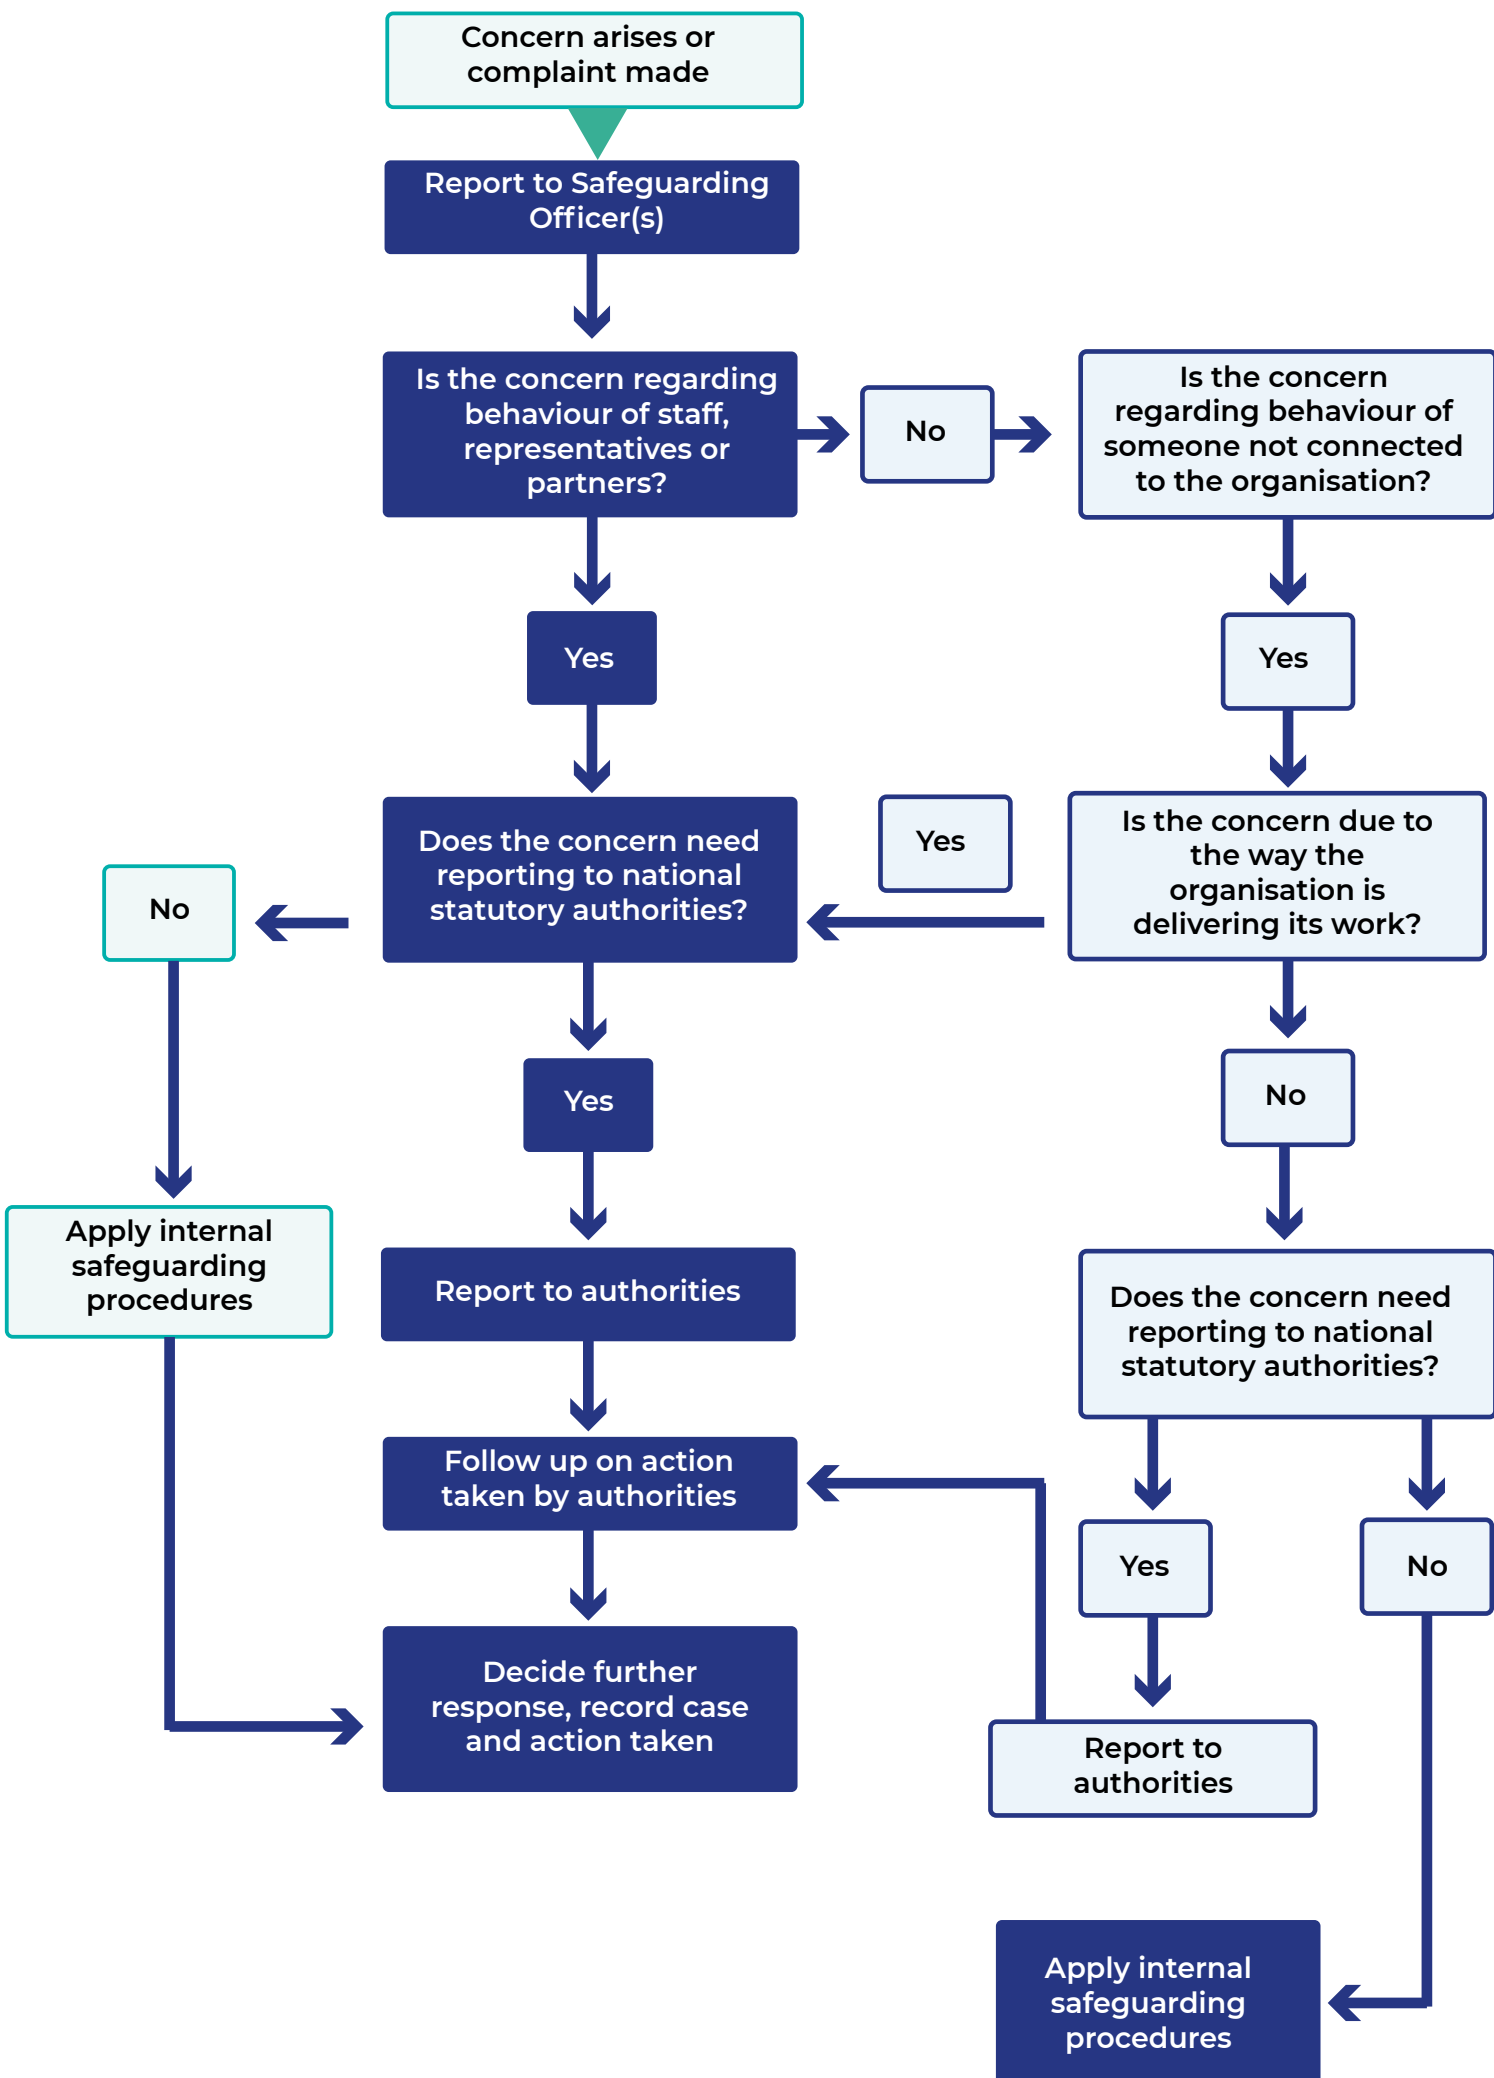 Concern arises or
complaint made
Report to Safeguarding
Officer(s)
Is the concern regarding
behaviour of staff,
representatives or
partners?
No
Is the concern
regarding behaviour of
someone not connected
to the organisation?
Yes
Yes
Does the concern need
reporting to national
statutory authorities?
Yes
Is the concern due to
the way the
organisation is
delivering its work?
No
Yes
No
Apply internal
safeguarding
procedures
Report to authorities
Does the concern need
reporting to national
statutory authorities?
Follow up on action
taken by authorities
Yes
No
Decide further
response, record case
and action taken
Report to
authorities
Apply internal
safeguarding
procedures